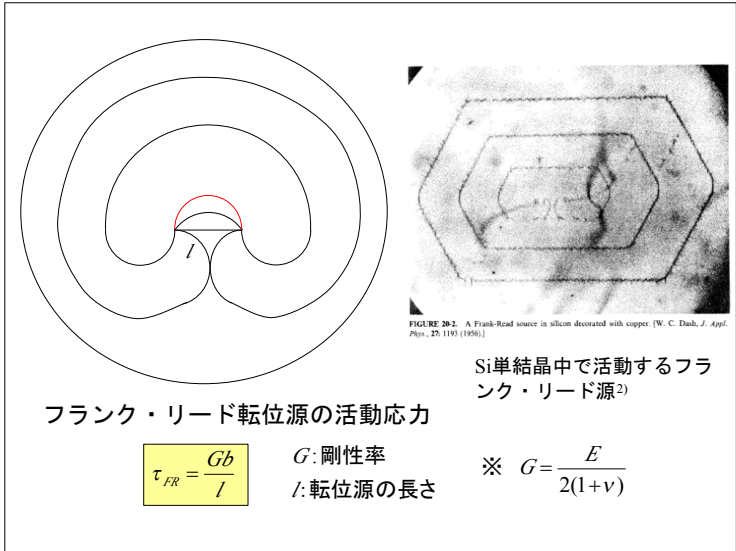 l
FIGURE 20-2. A Frank-Read source in silicon decorated with copper. [W. C. Dash, J. Appl.
Phys., 27: 1193 (1956).]
Si単結晶中で活動するフラ
ンク・リード源2)
フランク・リード転位源の活動応力
τ_FR = Gb/l
G:剛性率
l:転位源の長さ
※ G = E/2(1+ν)